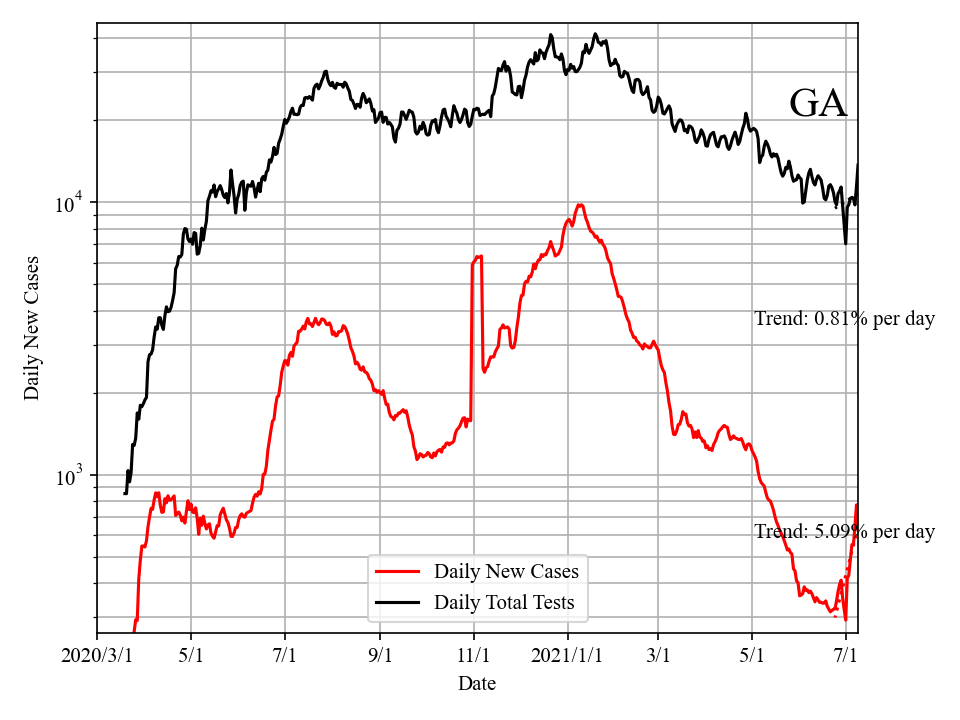 GA
10^4
Daily New Cases
Trend: 0.81% per day
10^3
Trend: 5.09% per day
Daily New Cases
Daily Total Tests
2020/3/1 5/1 7/1 9/1 11/1 2021/1/1 3/1 5/1 7/1
Date